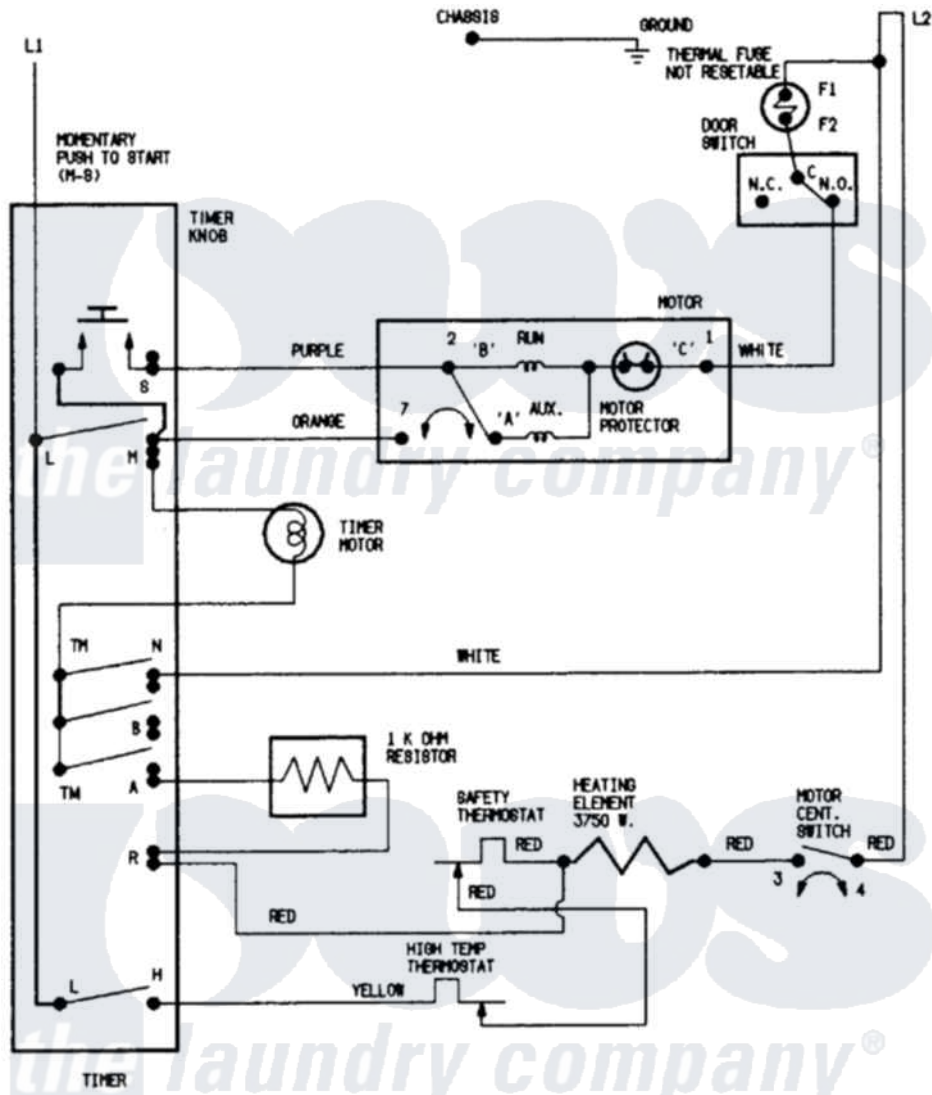 CHASSIS
GROUND
L2
L1
THERMAL FUSE
NOT RESETABLE
F1
F2
DOOR
SWITCH
MOMENTARY
PUSH TO START
(M-S)
C
N.C.
N.O.
TIMER
KNOB
MOTOR
2
'B'
RUN
'C'
1
PURPLE
WHITE
S
7
'A'
AUX.
MOTOR
PROTECTOR
ORANGE
L
M
the laundry company®
TIMER
MOTOR
TM
N
WHITE
B
1 K OHM
RESISTOR
TM
A
SAFETY
THERMOSTAT
HEATING
ELEMENT
3750 W.
MOTOR
CENT.
SWITCH
R
RED
RED
RED
3
4
RED
RED
HIGH TEMP
THERMOSTAT
L
H
YELLOW
the laundry company®
TIMER